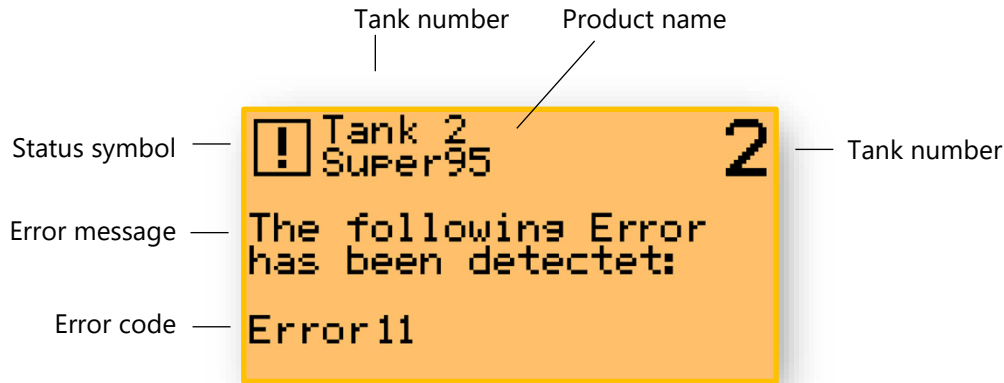 Tank number Product name
Status symbol
! Tank 2
Super95
2
Tank number
Error message
The following Error
has been detectet:
Error code
Error11